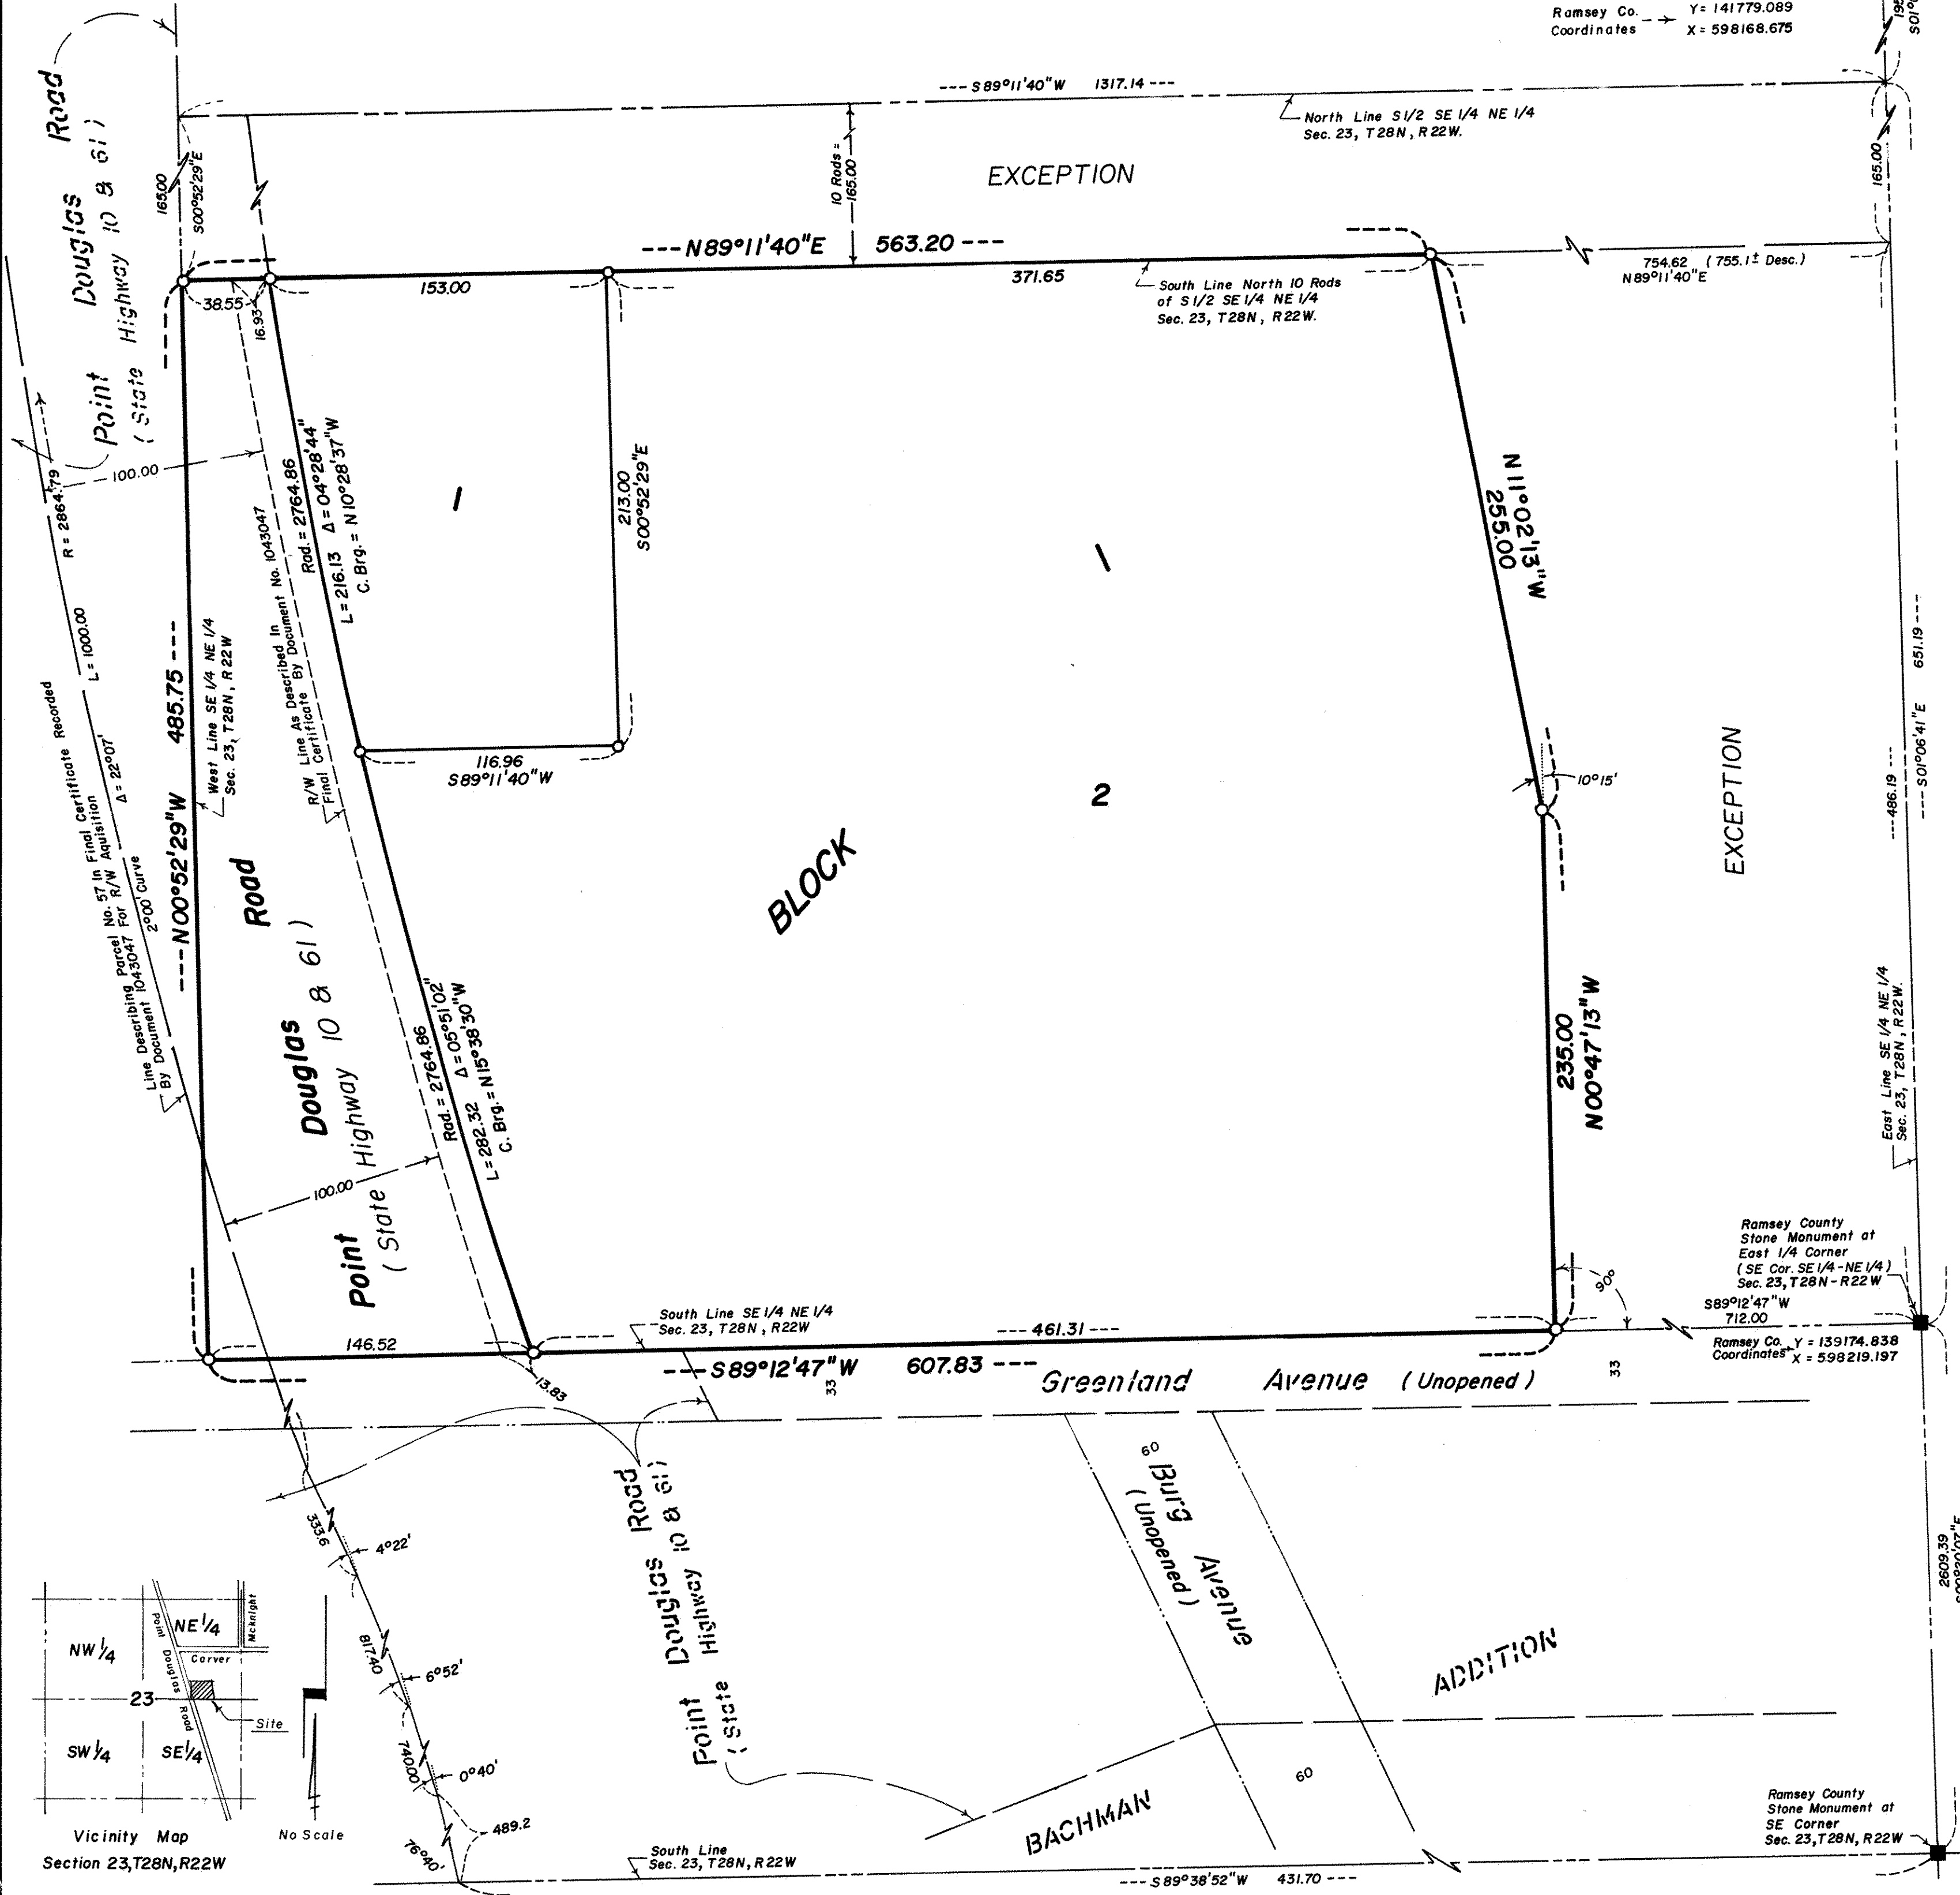 Ramsey Co. Y = 141779.089
Coordinates X = 598168.675
--- S89°11'40"W 1317.14 ---
North Line S1/2 SE1/4 NE 1/4
Sec. 23, T28N, R22W.
EXCEPTION
10 Rods =
165.00
165.00
S00°52'29"E
165.00
Point Douglas Road
( State Highway 10 & 61 )
--- N89°11'40"E 563.20 ---
38.55
16.93
153.00
371.65
South Line North 10 Rods
of S1/2 SE1/4 NE1/4
Sec. 23, T28N, R22W.
754.62 ( 755.1± Desc.)
N89°11'40"E
100.00
R = 2864.79
L = 1000.00
Δ = 22°07'
2°00' Curve
Line Describing Parcel No. 57 In Final Certificate Recorded
By Document 1043047 For R/W Aquisition
--- N00°52'29"W 485.75 ---
West Line SE 1/4 NE 1/4
Sec. 23, T28N, R22W
R/W Line As Described In
Final Certificate By Document No. 1043047
Rad. = 2764.86
L = 216.13 Δ = 04°28'44"
C. Brg. = N10°28'37"W
1
213.00
S00°52'29"E
116.96
S89°11'40"W
1
2
BLOCK
N11°02'13"W
255.00
10°15'
EXCEPTION
651.19 ---
--- S01°06'41"E
--- 486.19 ---
235.00
N00°47'13"W
East Line SE 1/4 NE 1/4
Sec. 23, T28N, R22W.
Point Douglas Road
( State Highway 10 & 61 )
Rad. = 2764.86
L = 282.32 Δ = 05°51'02"
C. Brg. = N15°38'30"W
100.00
90°
Ramsey County
Stone Monument at
East 1/4 Corner
( SE Cor. SE 1/4-NE 1/4 )
Sec. 23, T28N-R22W
S89°12'47"W
712.00
Ramsey Co. Y = 139174.838
Coordinates X = 598219.197
South Line SE 1/4 NE 1/4
Sec. 23, T28N, R22W
146.52
--- 461.31 ---
--- S89°12'47"W 607.83 ---
13.83
33
33
Greenland Avenue ( Unopened )
60
Burg Avenue
( Unopened )
60
Point Douglas Road
( State Highway 10 & 61 )
333.6
4°22'
817.40
6°52'
740.00
0°40'
489.2
76°40'
2609.39
BACHMAN ADDITION
NW 1/4
NE 1/4
SW 1/4
SE 1/4
23
Point Douglas Road
Carver
McKnight
Site
Vicinity Map
Section 23, T28N, R22W
No Scale
South Line
Sec. 23, T28N, R22W
--- S89°38'52"W 431.70 ---
Ramsey County
Stone Monument at
SE Corner
Sec. 23, T28N, R22W